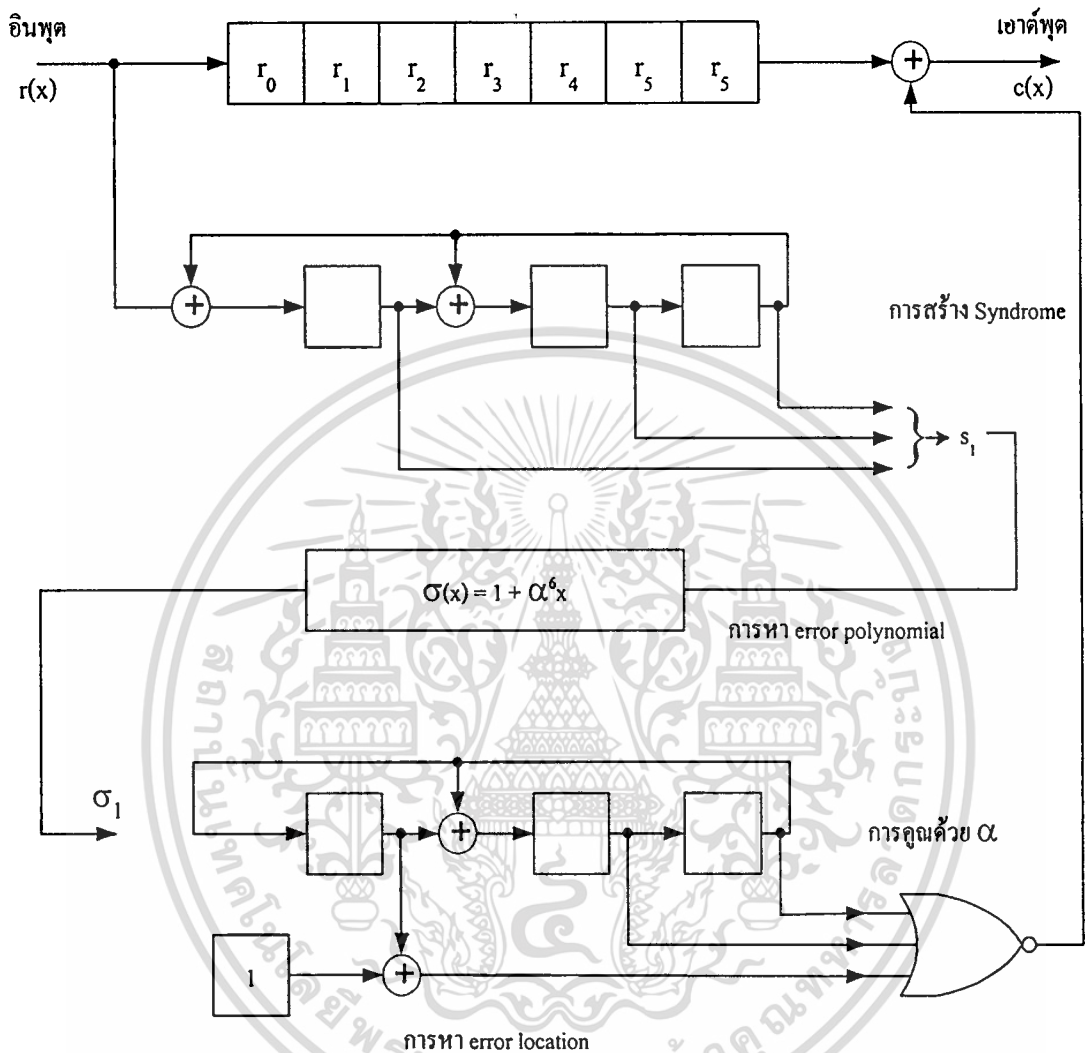 อินพุต
เอาต์พุต
r(x)
r₀ r₁ r₂ r₃ r₄ r₅ r₅
+
c(x)
+
+
การสร้าง Syndrome
s₁
σ(x) = 1 + α⁶x
การหา error polynomial
σ₁
+
การคูณด้วย α
1
+
การหา error location